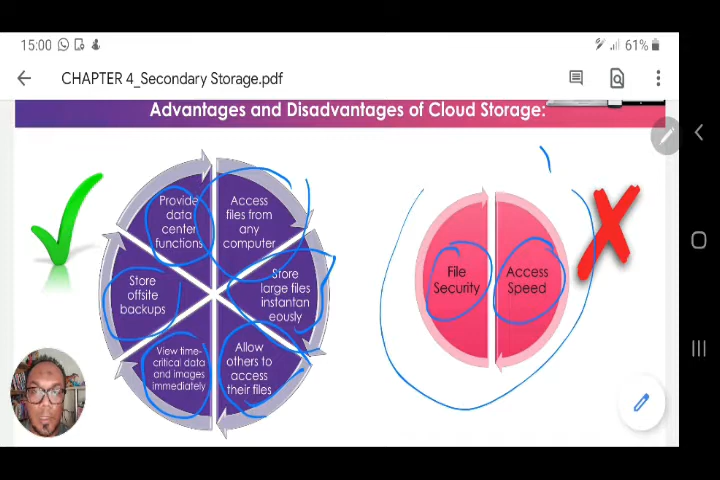 15:00
61%
CHAPTER 4_Secondary Storage.pdf
Advantages and Disadvantages of Cloud Storage:
Provide
data
center
functions
Access
files from
any
computer
Store
large files
instantan
eously
Allow
others to
access
their files
View time-
critical data
and images
immediately
Store
offsite
backups
File
Security
Access
Speed